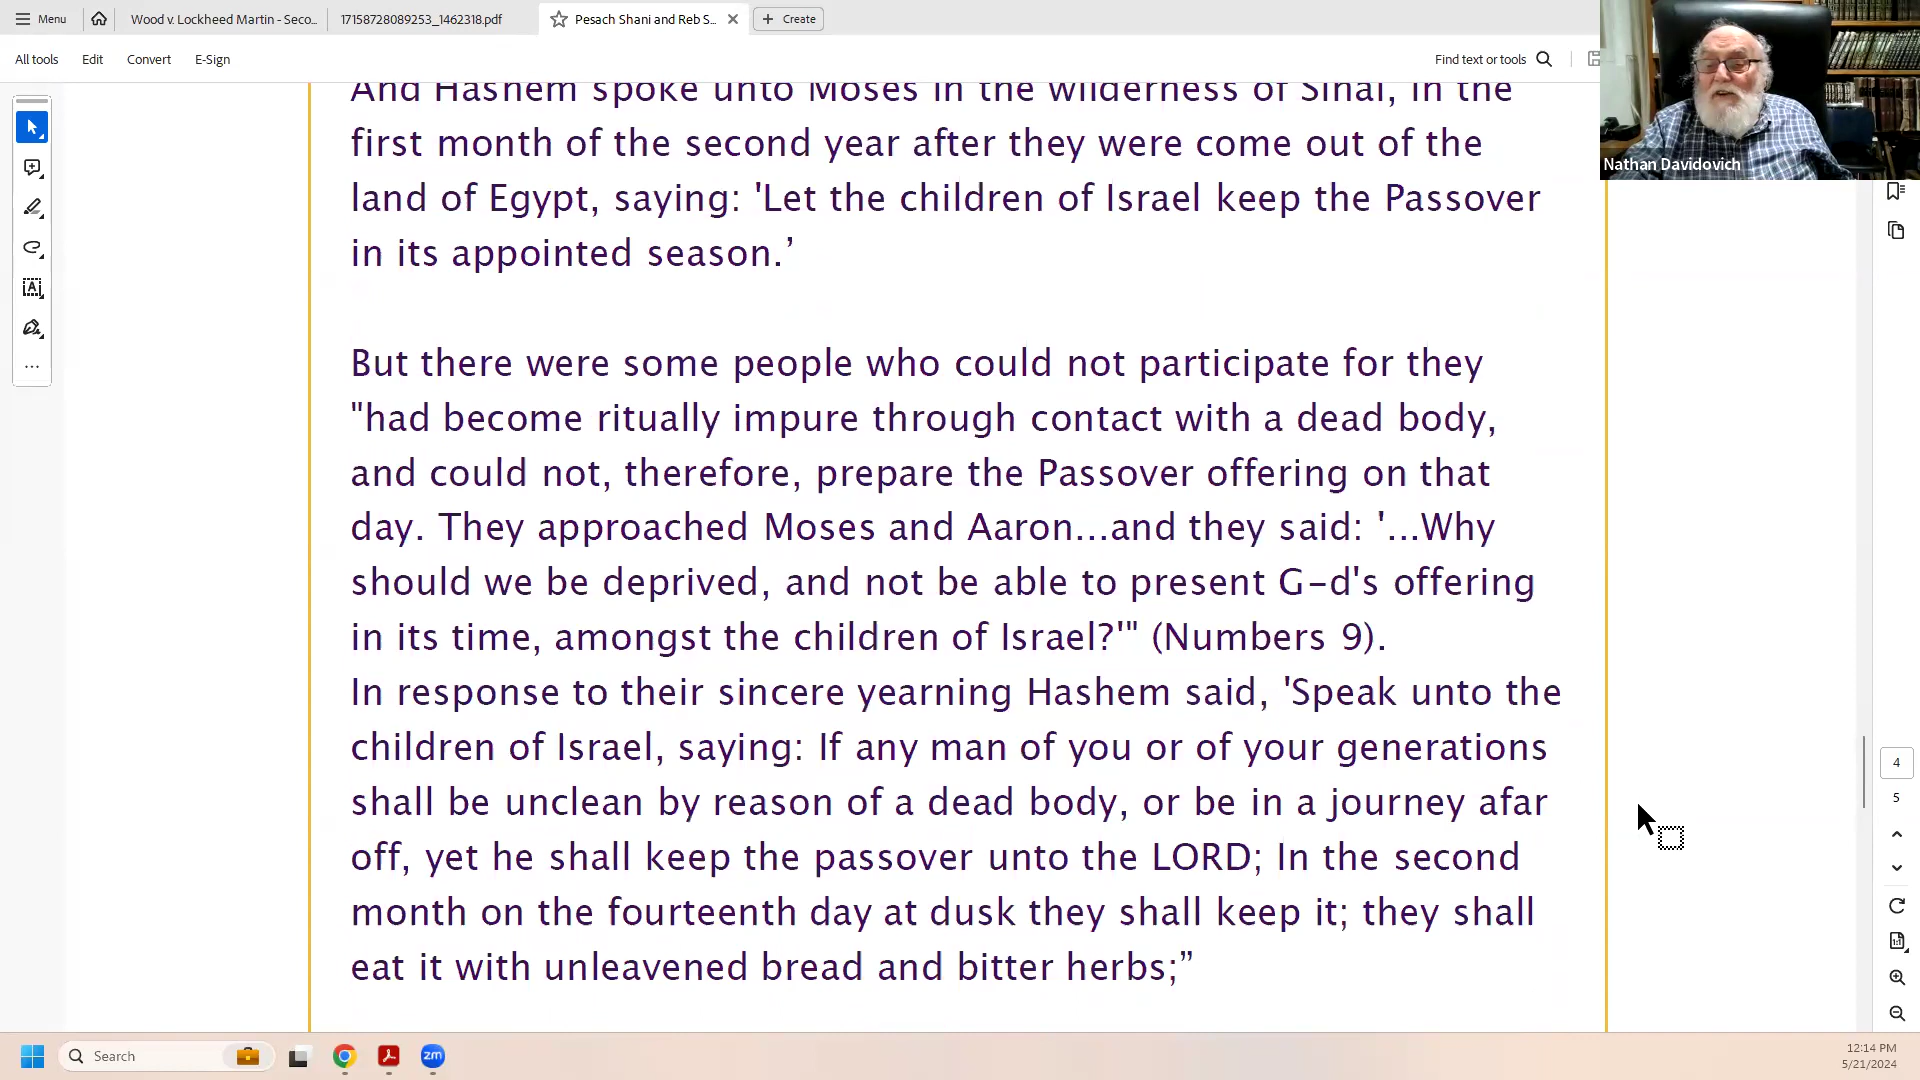 Menu
Wood v. Lockheed Martin - Seco...
17158728089253_1462318.pdf
Pesach Shani and Reb S...
Create
All tools
Edit
Convert
E-Sign
Find text or tools
Nathan Davidovich
And Hashem spoke unto Moses in the wilderness of Sinai, in the
first month of the second year after they were come out of the
land of Egypt, saying: 'Let the children of Israel keep the Passover
in its appointed season.’
But there were some people who could not participate for they
"had become ritually impure through contact with a dead body,
and could not, therefore, prepare the Passover offering on that
day. They approached Moses and Aaron...and they said: '...Why
should we be deprived, and not be able to present G-d's offering
in its time, amongst the children of Israel?'" (Numbers 9).
In response to their sincere yearning Hashem said, 'Speak unto the
children of Israel, saying: If any man of you or of your generations
shall be unclean by reason of a dead body, or be in a journey afar
off, yet he shall keep the passover unto the LORD; In the second
month on the fourteenth day at dusk they shall keep it; they shall
eat it with unleavened bread and bitter herbs;”
4
5
Search
zm
12:14 PM
5/21/2024